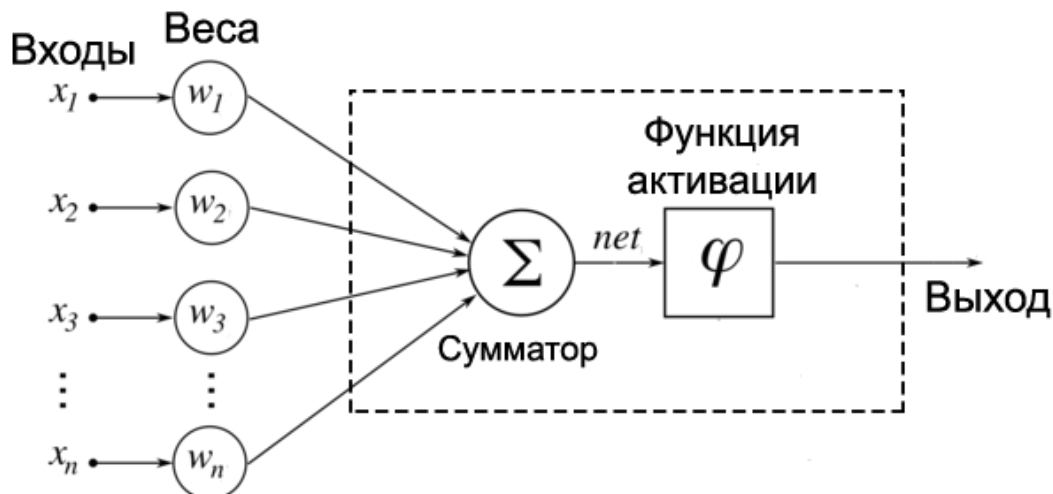 Входы
Веса
x1
w1
Функция
активации
x2
w2
Σ
net
φ
Выход
x3
w3
Сумматор
...
...
xn
wn